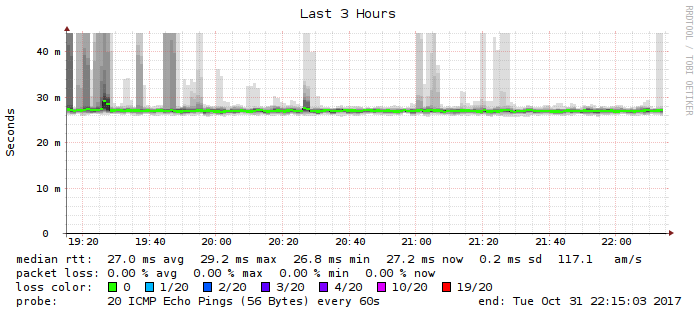 Last 3 Hours
RRDTOOL / TOBI OETIKER
Seconds
40 m
30 m
20 m
10 m
0
19:20 19:40 20:00 20:20 20:40 21:00 21:20 21:40 22:00
median rtt: 27.0 ms avg 29.2 ms max 26.8 ms min 27.2 ms now 0.2 ms sd 117.1 am/s
packet loss: 0.00 % avg 0.00 % max 0.00 % min 0.00 % now
loss color: 0 1/20 2/20 3/20 4/20 10/20 19/20
probe: 20 ICMP Echo Pings (56 Bytes) every 60s end: Tue Oct 31 22:15:03 2017